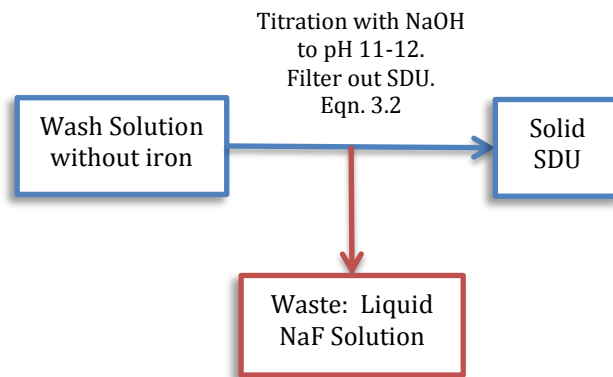 Titration with NaOH
to pH 11-12.
Filter out SDU.
Eqn. 3.2
Wash Solution
without iron
Solid
SDU
Waste: Liquid
NaF Solution